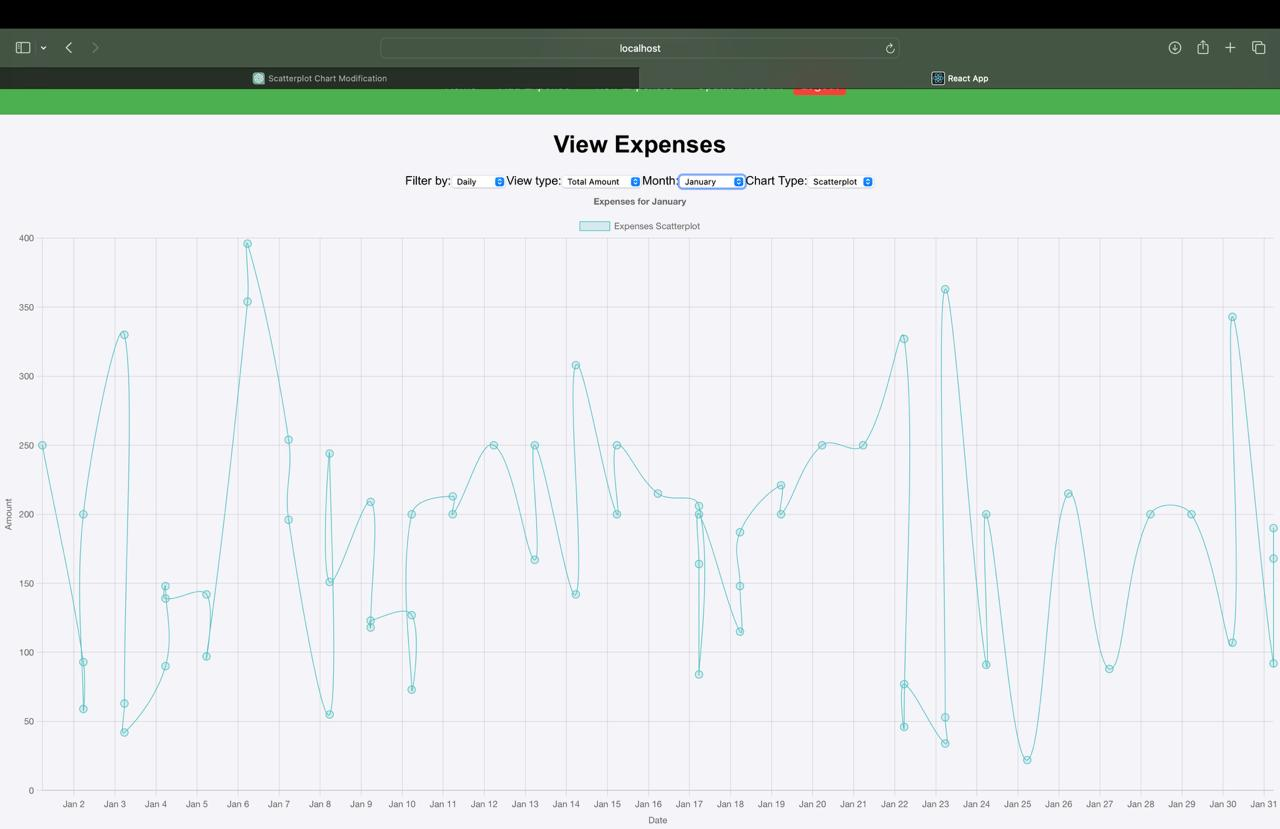 localhost
Scatterplot Chart Modification
React App
View Expenses
Filter by: Daily View type: Total Amount Month: January Chart Type: Scatterplot
Expenses for January
Expenses Scatterplot
400
350
300
250
200
150
100
50
0
Amount
Jan 2 Jan 3 Jan 4 Jan 5 Jan 6 Jan 7 Jan 8 Jan 9 Jan 10 Jan 11 Jan 12 Jan 13 Jan 14 Jan 15 Jan 16 Jan 17 Jan 18 Jan 19 Jan 20 Jan 21 Jan 22 Jan 23 Jan 24 Jan 25 Jan 26 Jan 27 Jan 28 Jan 29 Jan 30 Jan 31
Date